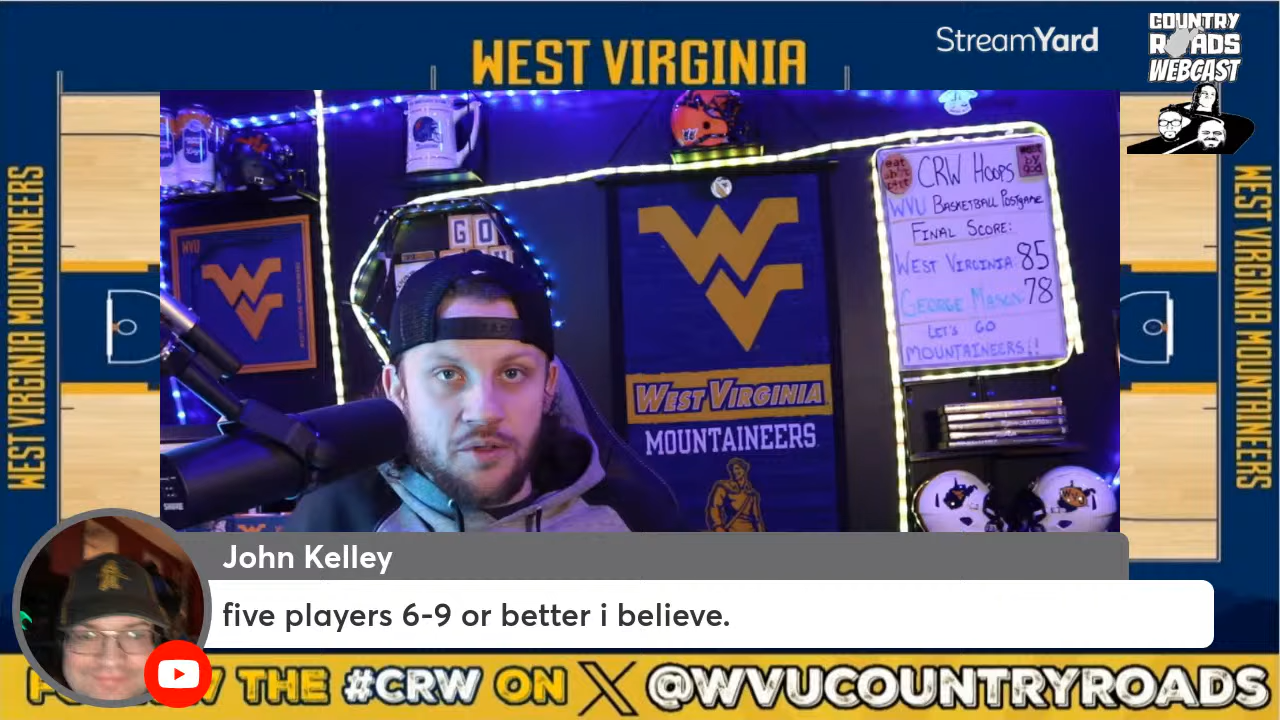 WEST VIRGINIA
StreamYard
COUNTRY
ROADS
WEBCAST
WEST VIRGINIA MOUNTAINEERS
WVU
GO
WEST VIRGINIA
MOUNTAINEERS
eat
CRW HOOPS
WVU BASKETBALL POSTGAME
FINAL SCORE:
WEST VIRGINIA 85
GEORGE MASON 78
LET'S GO
MOUNTAINEERS!!
WEST VIRGINIA MOUNTAINEERS
John Kelley
five players 6-9 or better i believe.
THE #CRW ON X @WVUCOUNTRYROADS